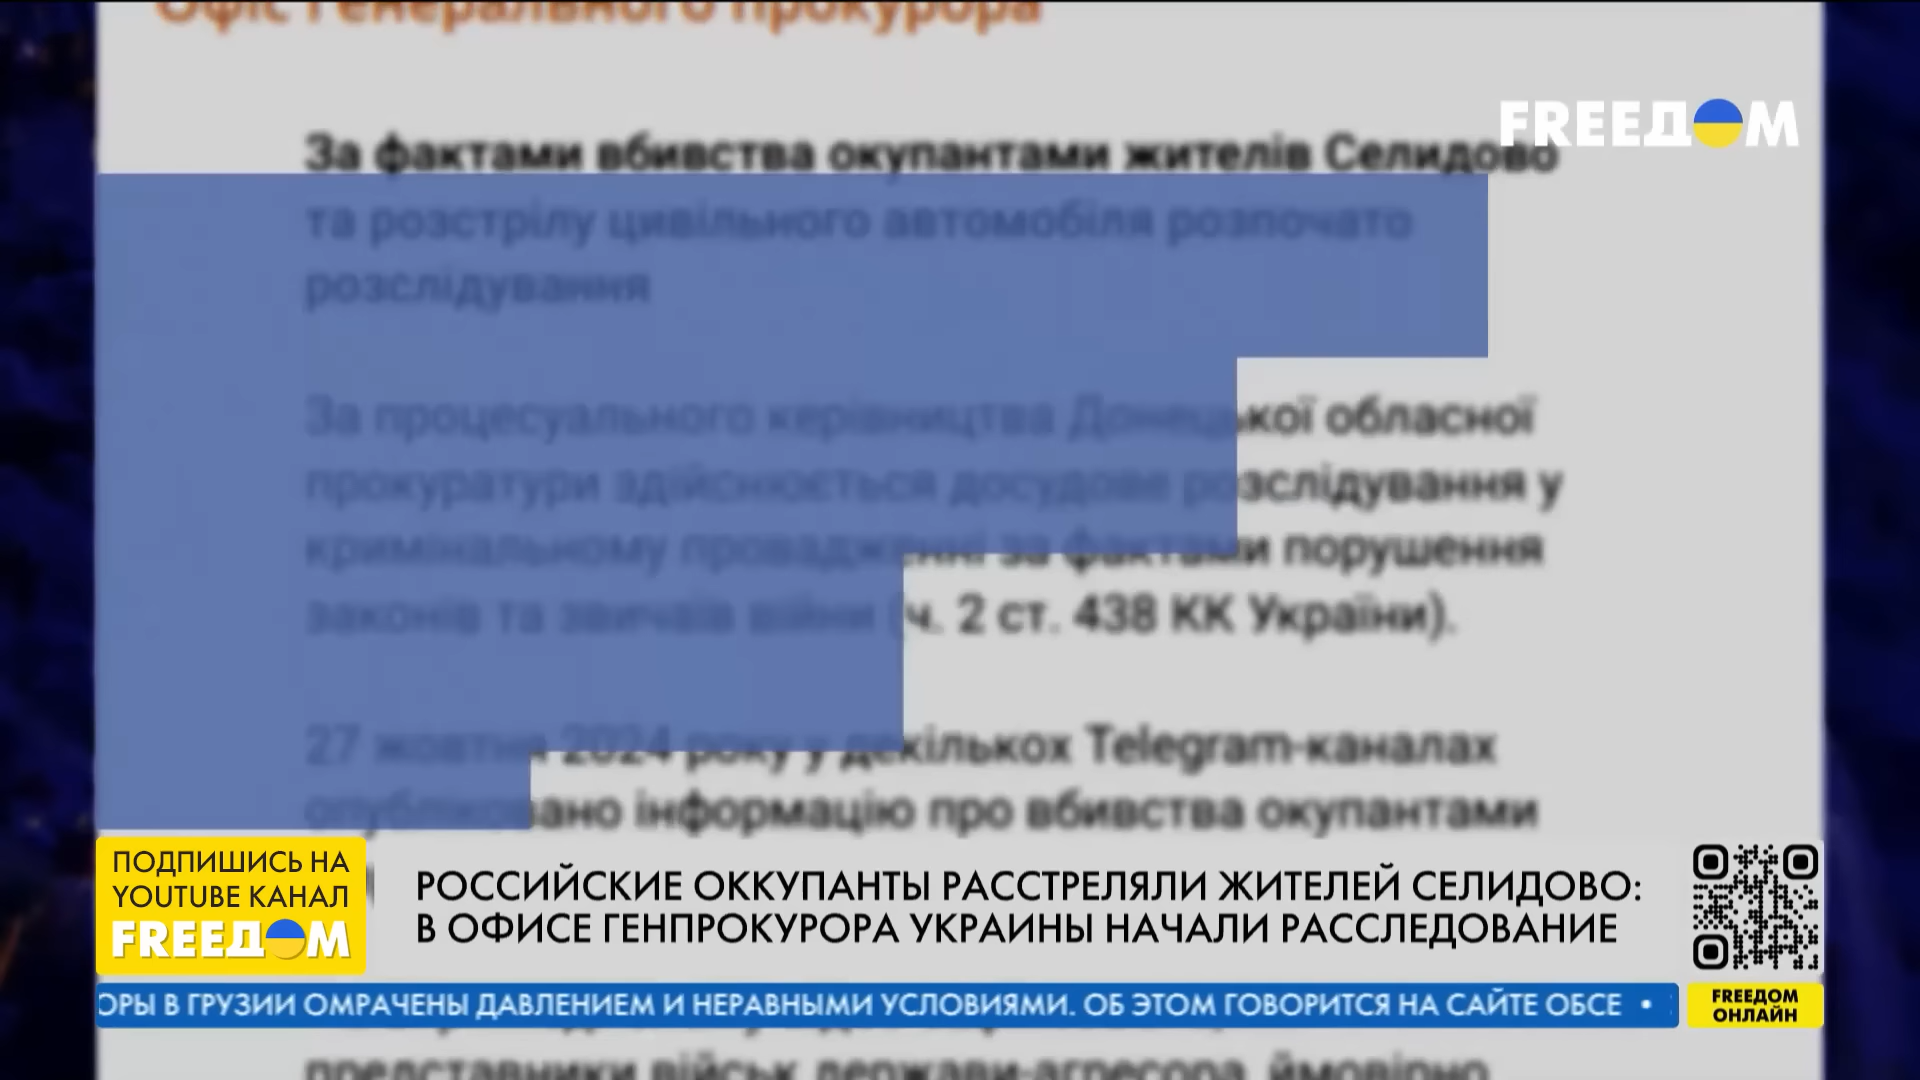 Офіс Генерального прокурора
FREEДОМ
За фактами вбивства окупантами жителів Селидово
та розстрілу цивільного автомобіля розпочато
розслідування
За процесуального керівництва Донецької обласної
прокуратури здійснюється досудове розслідування у
кримінальному провадженні за фактами порушення
законів та звичаїв війни (ч. 2 ст. 438 КК України).
27 жовтня 2024 року у декількох Telegram-каналах
опубліковано інформацію про вбивства окупантами
ПОДПИШИСЬ НА
YOUTUBE КАНАЛ
FREEДОМ
РОССИЙСКИЕ ОККУПАНТЫ РАССТРЕЛЯЛИ ЖИТЕЛЕЙ СЕЛИДОВО:
В ОФИСЕ ГЕНПРОКУРОРА УКРАИНЫ НАЧАЛИ РАССЛЕДОВАНИЕ
ОРЫ В ГРУЗИИ ОМРАЧЕНЫ ДАВЛЕНИЕМ И НЕРАВНЫМИ УСЛОВИЯМИ. ОБ ЭТОМ ГОВОРИТСЯ НА САЙТЕ ОБСЕ •
FREEДОМ
ОНЛАЙН
представники військ держави-агресора, ймовірно